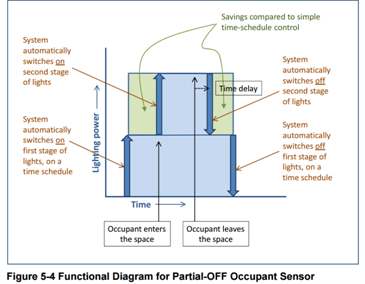 Savings compared to simple
time-schedule control
System
automatically
switches on
second stage
of lights
System
automatically
switches off
second stage
of lights
Time delay
System
automatically
switches on
first stage of
lights, on a
time schedule
System
automatically
switches off
first stage of
lights, on a
time schedule
Lighting power
Time
Occupant enters
the space
Occupant leaves
the space
Figure 5-4 Functional Diagram for Partial-OFF Occupant Sensor